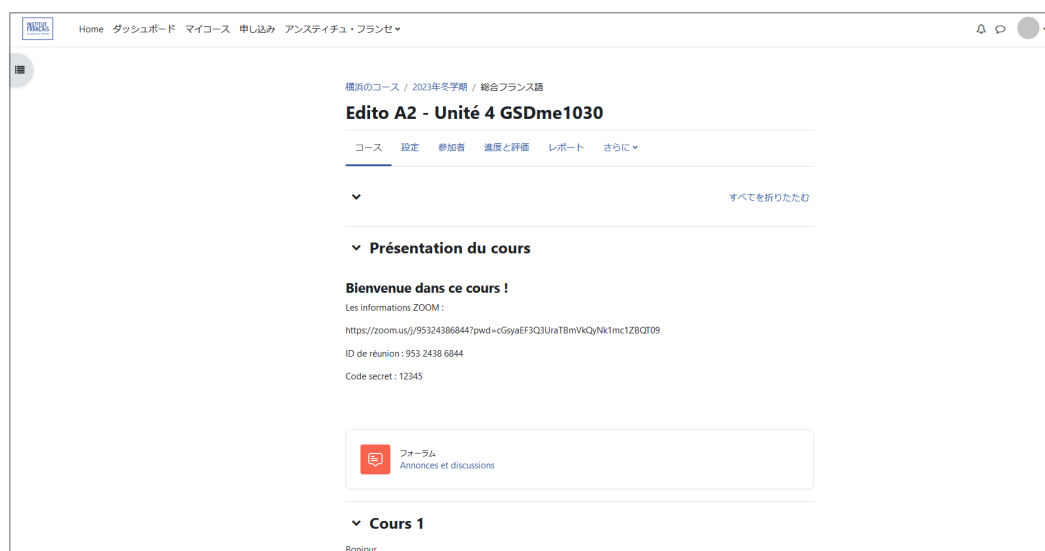 INSTITUT
FRANÇAIS
Home ダッシュボード マイコース 申し込み アンスティチュ・フランセ
横浜のコース / 2023年冬学期 / 総合フランス語
Edito A2 - Unité 4 GSDme1030
コース 設定 参加者 進度と評価 レポート さらに
すべてを折りたたむ
Présentation du cours
Bienvenue dans ce cours !
Les informations ZOOM :
https://zoom.us/j/95324386844?pwd=cGsyaEF3Q3UraTBmVkQyNk1mc1ZBQT09
ID de réunion : 953 2438 6844
Code secret : 12345
フォーラム
Annonces et discussions
Cours 1
Bonjour